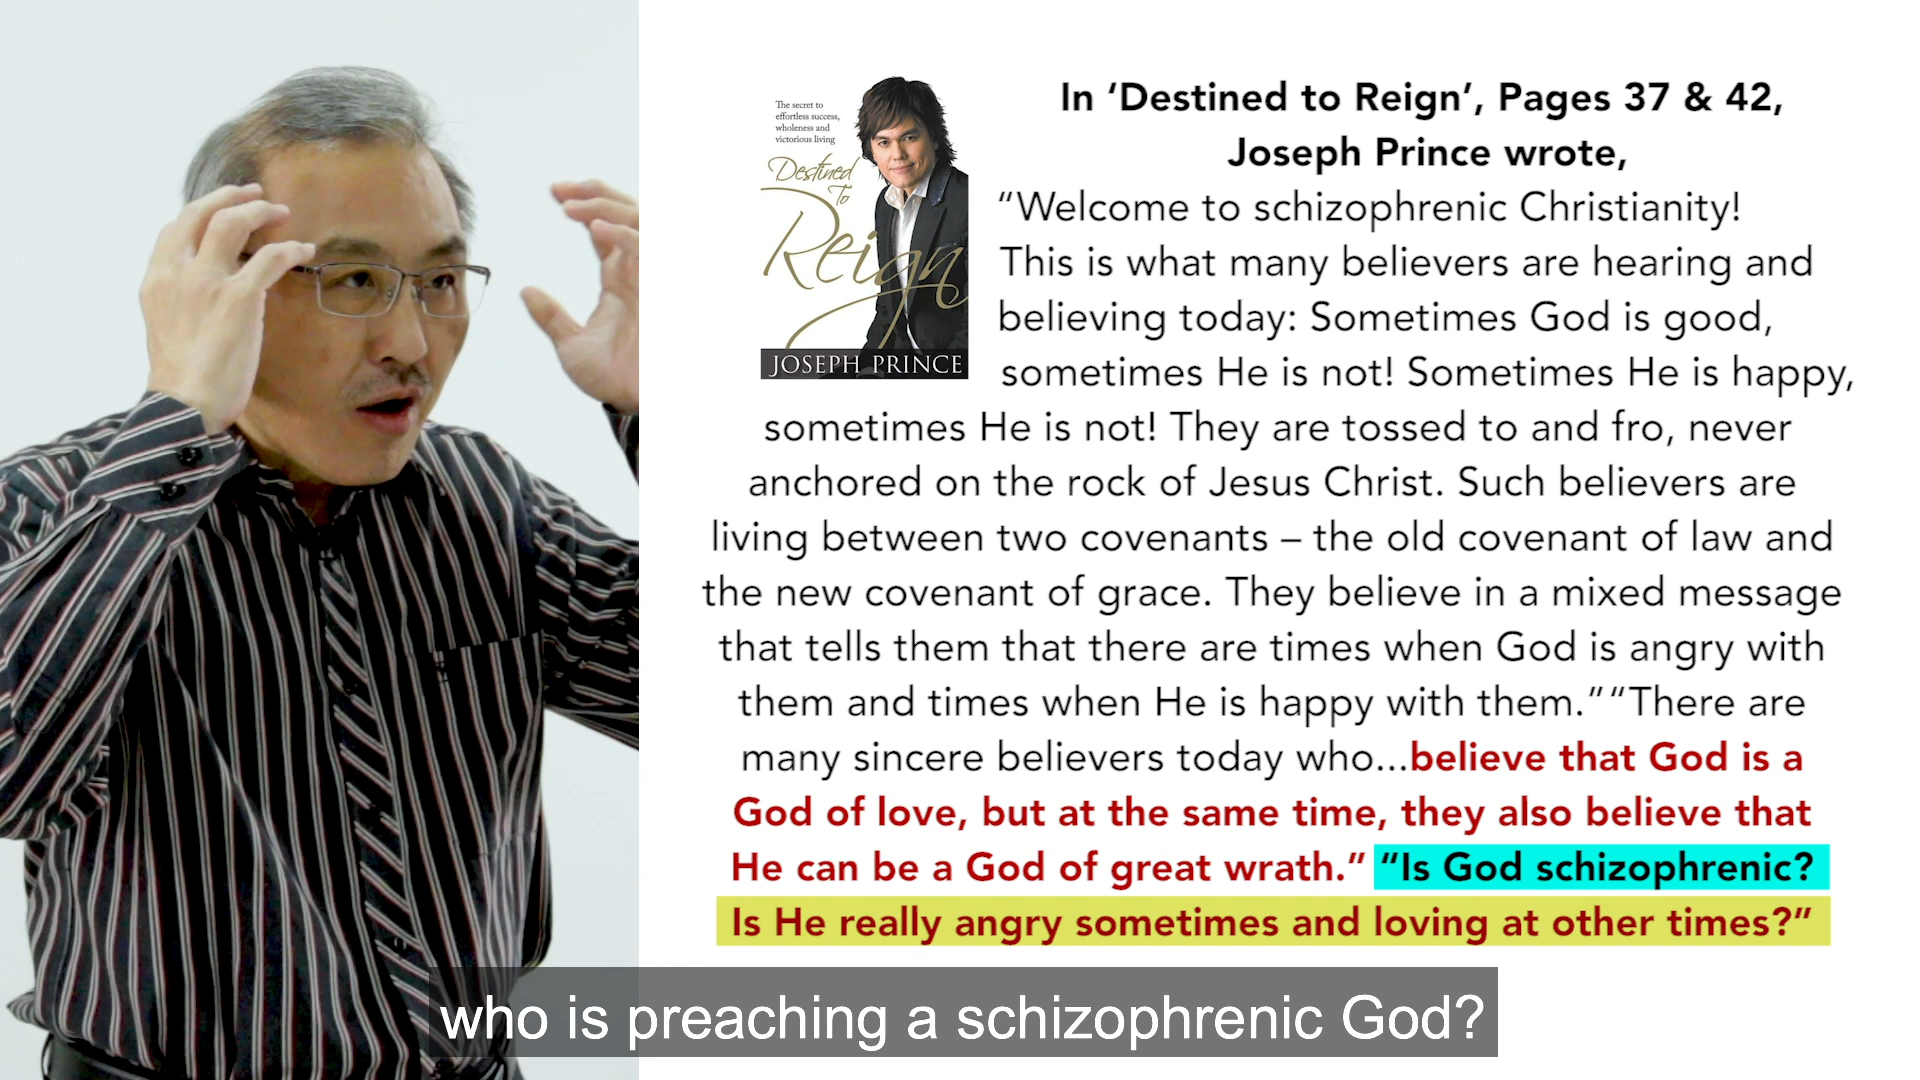 The secret to
effortless success,
wholeness and
victorious living
Destined
To
Reign
JOSEPH PRINCE
In ‘Destined to Reign’, Pages 37 & 42,
Joseph Prince wrote,
“Welcome to schizophrenic Christianity!
This is what many believers are hearing and
believing today: Sometimes God is good,
sometimes He is not! Sometimes He is happy,
sometimes He is not! They are tossed to and fro, never
anchored on the rock of Jesus Christ. Such believers are
living between two covenants – the old covenant of law and
the new covenant of grace. They believe in a mixed message
that tells them that there are times when God is angry with
them and times when He is happy with them.” “There are
many sincere believers today who...believe that God is a
God of love, but at the same time, they also believe that
He can be a God of great wrath.” “Is God schizophrenic?
Is He really angry sometimes and loving at other times?”
who is preaching a schizophrenic God?